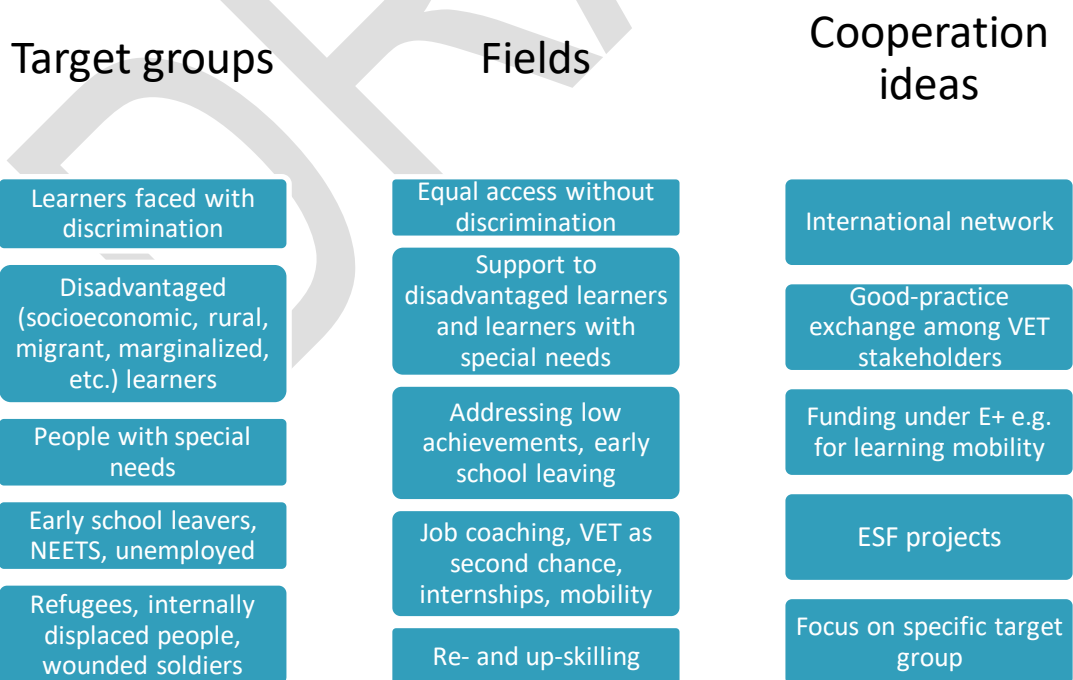 Target groups
Learners faced with
discrimination
Disadvantaged
(socioeconomic, rural,
migrant, marginalized,
etc.) learners
People with special
needs
Early school leavers,
NEETS, unemployed
Refugees, internally
displaced people,
wounded soldiers
Fields
Equal access without
discrimination
Support to
disadvantaged learners
and learners with
special needs
Addressing low
achievements, early
school leaving
Job coaching, VET as
second chance,
internships, mobility
Re- and up-skilling
Cooperation
ideas
International network
Good-practice
exchange among VET
stakeholders
Funding under E+ e.g.
for learning mobility
ESF projects
Focus on specific target
group